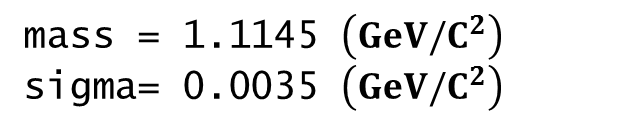 mass = 1.1145 (GeV/C²)
sigma= 0.0035 (GeV/C²)